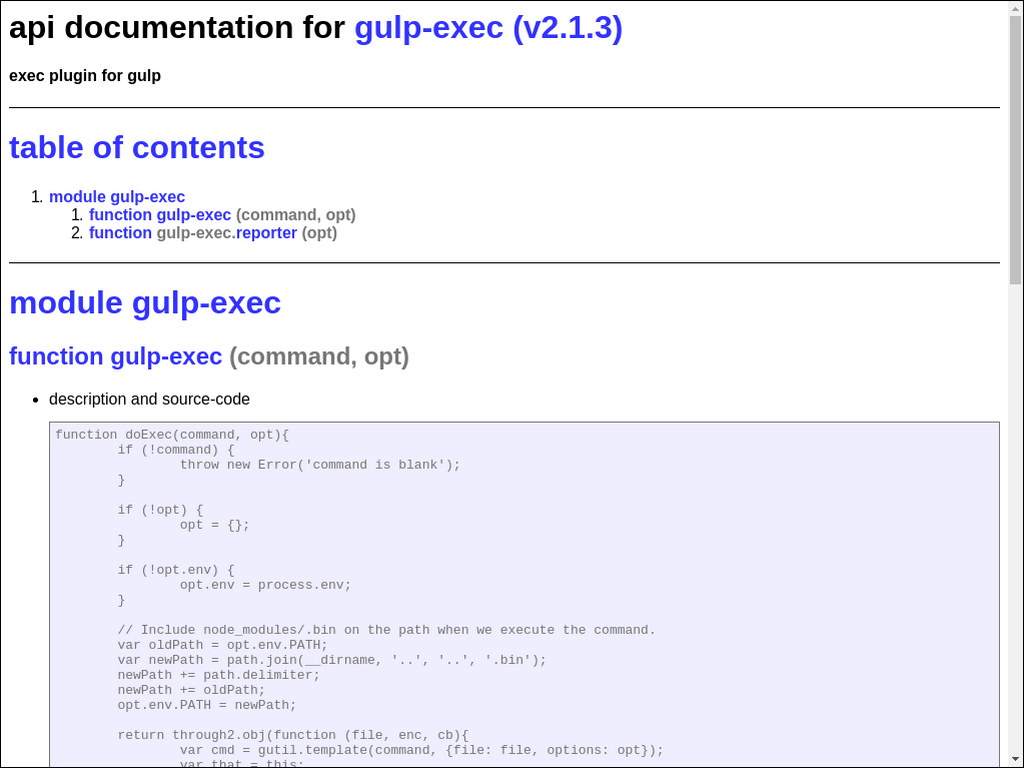 api documentation for gulp-exec (v2.1.3)
exec plugin for gulp
table of contents
1. module gulp-exec
1. function gulp-exec (command, opt)
2. function gulp-exec.reporter (opt)
module gulp-exec
function gulp-exec (command, opt)
• description and source-code
function doExec(command, opt){
        if (!command) {
                throw new Error('command is blank');
        }
        if (!opt) {
                opt = {};
        }
        if (!opt.env) {
                opt.env = process.env;
        }
        // Include node_modules/.bin on the path when we execute the command.
        var oldPath = opt.env.PATH;
        var newPath = path.join(__dirname, '..', '..', '.bin');
        newPath += path.delimiter;
        newPath += oldPath;
        opt.env.PATH = newPath;
        return through2.obj(function (file, enc, cb){
                var cmd = gutil.template(command, {file: file, options: opt});
                var that = this;